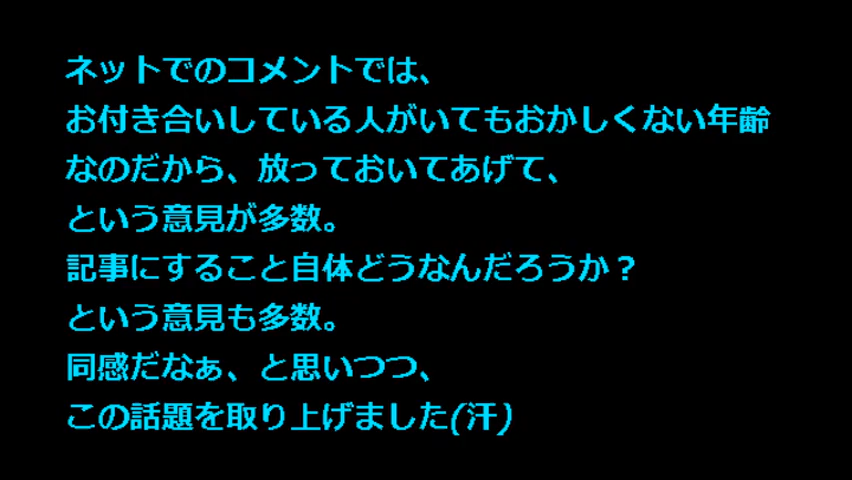 ネットでのコメントでは、
お付き合いしている人がいてもおかしくない年齢
なのだから、放っておいてあげて、
という意見が多数。
記事にすること自体どうなんだろうか？
という意見も多数。
同感だなぁ、と思いつつ、
この話題を取り上げました(汗)